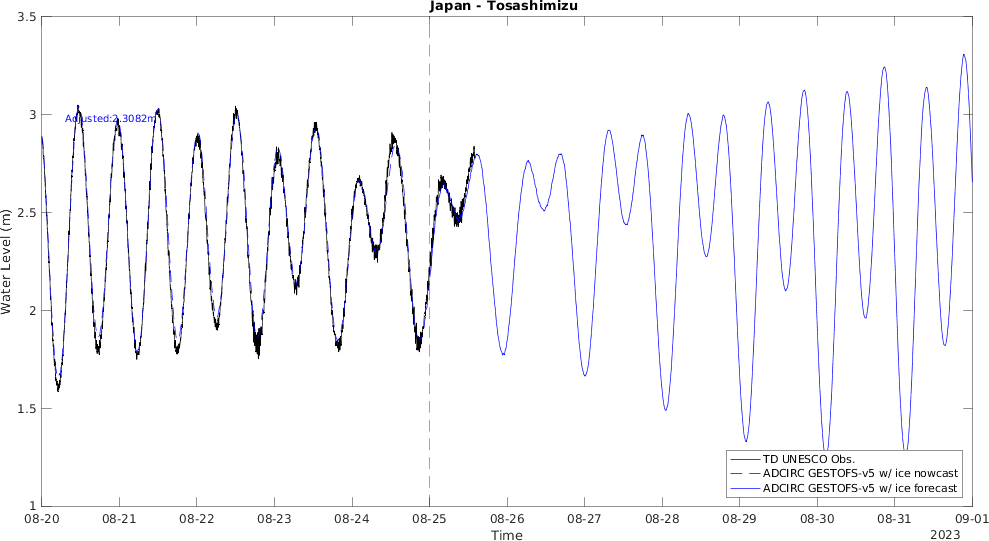 Japan - Tosashimizu
3.5
3
2.5
2
1.5
1
Water Level (m)
Adjusted:2.3082m
TD UNESCO Obs.
ADCIRC GESTOFS-v5 w/ ice nowcast
ADCIRC GESTOFS-v5 w/ ice forecast
08-20 08-21 08-22 08-23 08-24 08-25 08-26 08-27 08-28 08-29 08-30 08-31 09-01
Time
2023